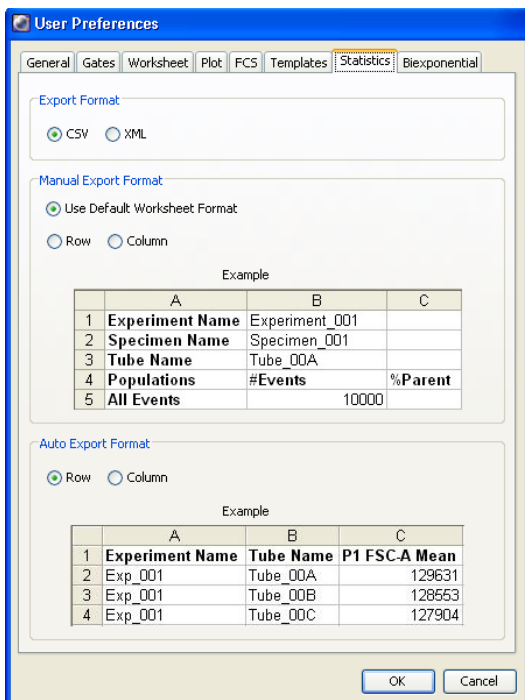 User Preferences
General Gates Worksheet Plot FCS Templates Statistics Biexponential
Export Format
CSV XML
Manual Export Format
Use Default Worksheet Format
Row Column
Example
A B C
1 Experiment Name Experiment_001
2 Specimen Name Specimen_001
3 Tube Name Tube_00A
4 Populations #Events %Parent
5 All Events 10000
Auto Export Format
Row Column
Example
A B C
1 Experiment Name Tube Name P1 FSC-A Mean
2 Exp_001 Tube_00A 129631
3 Exp_001 Tube_00B 128553
4 Exp_001 Tube_00C 127904
OK Cancel